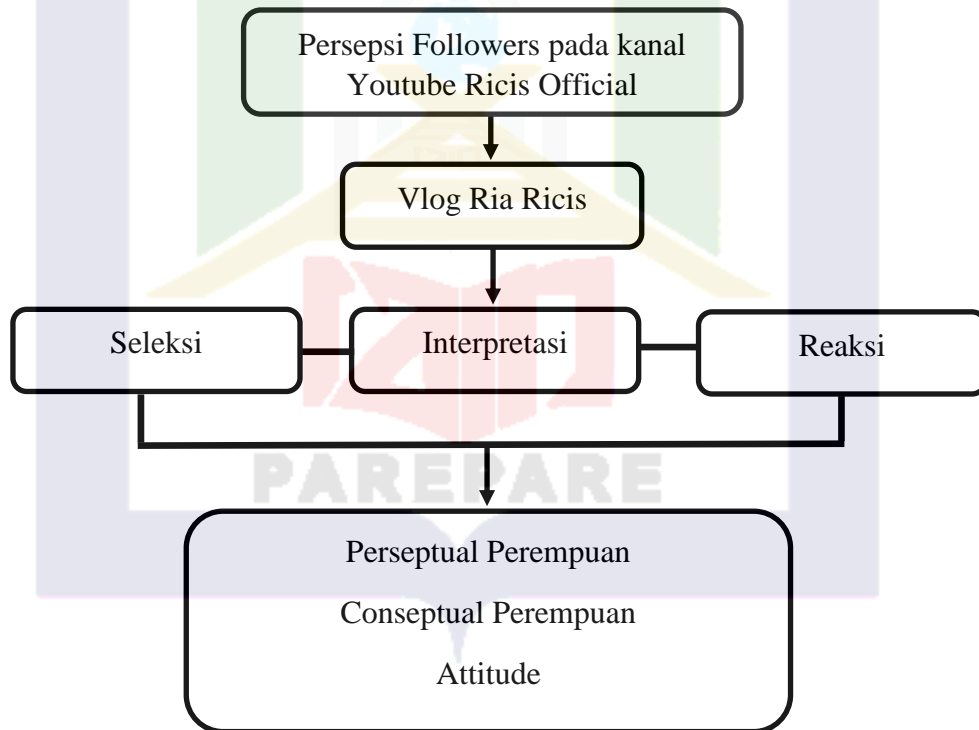 Persepsi Followers pada kanal
Youtube Ricis Official
Vlog Ria Ricis
Seleksi
Interpretasi
Reaksi
PAREPARE
Perseptual Perempuan
Conseptual Perempuan
Attitude